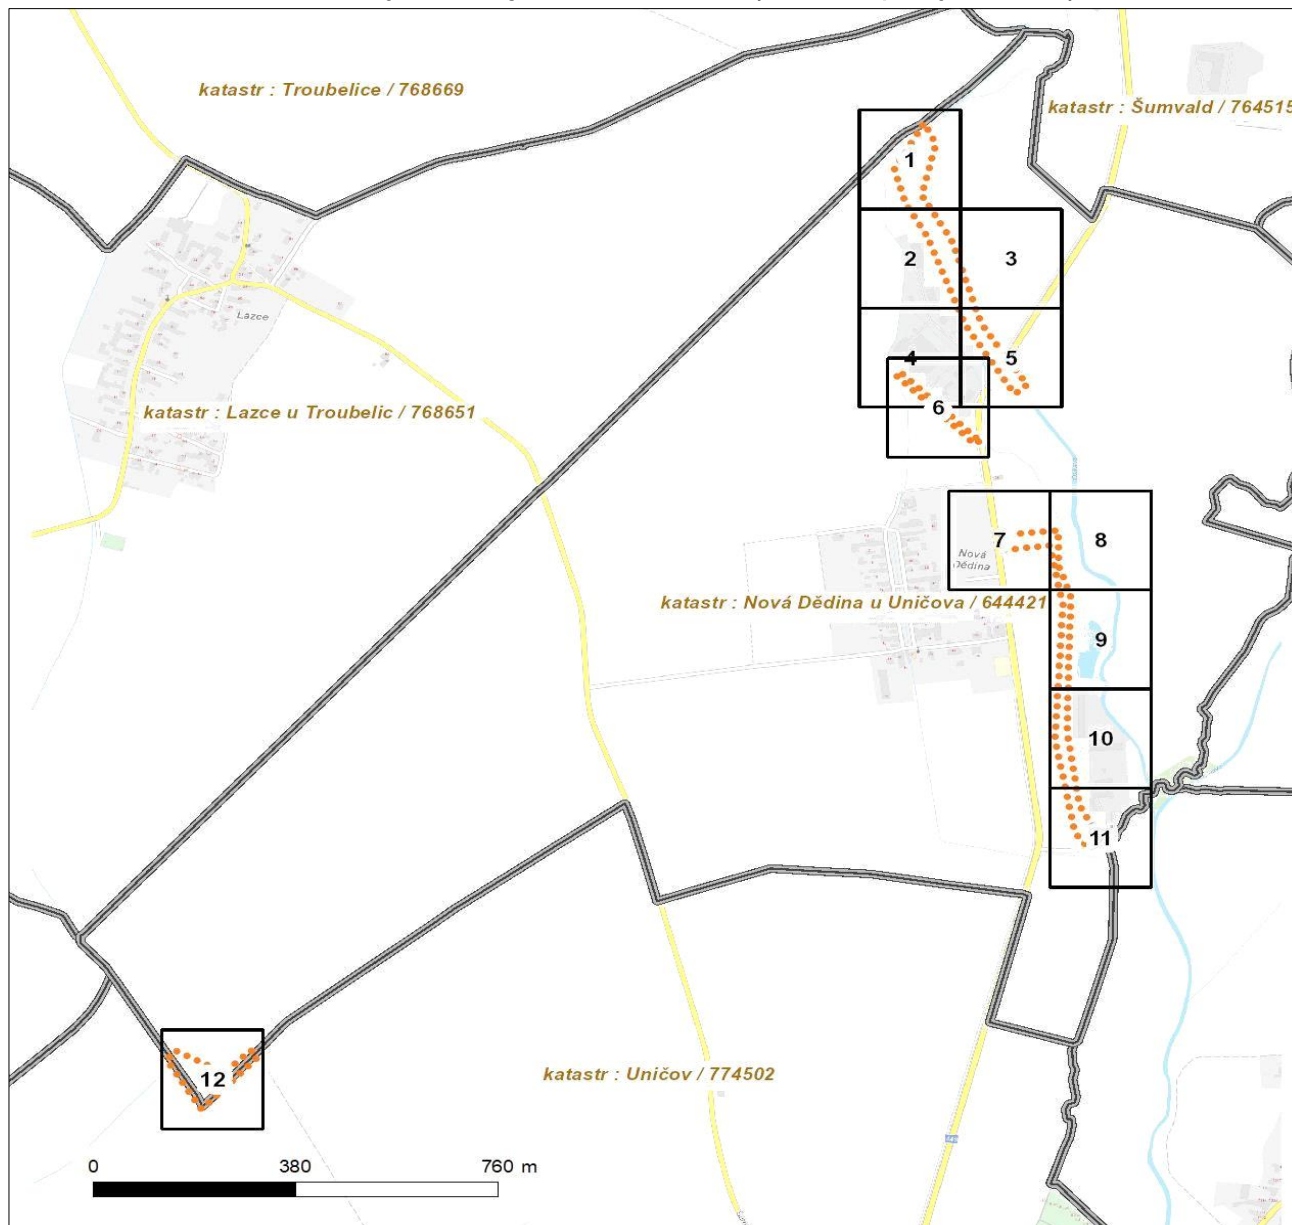 katastr : Troubelice / 768669
katastr : Šumvald / 764515
1
2
3
Lazce
4
5
katastr : Lazce u Troubelic / 768651
6
7
8
Nová
Dědina
katastr : Nová Dědina u Uničova / 644421
9
10
11
12
katastr : Uničov / 774502
0
380
760 m